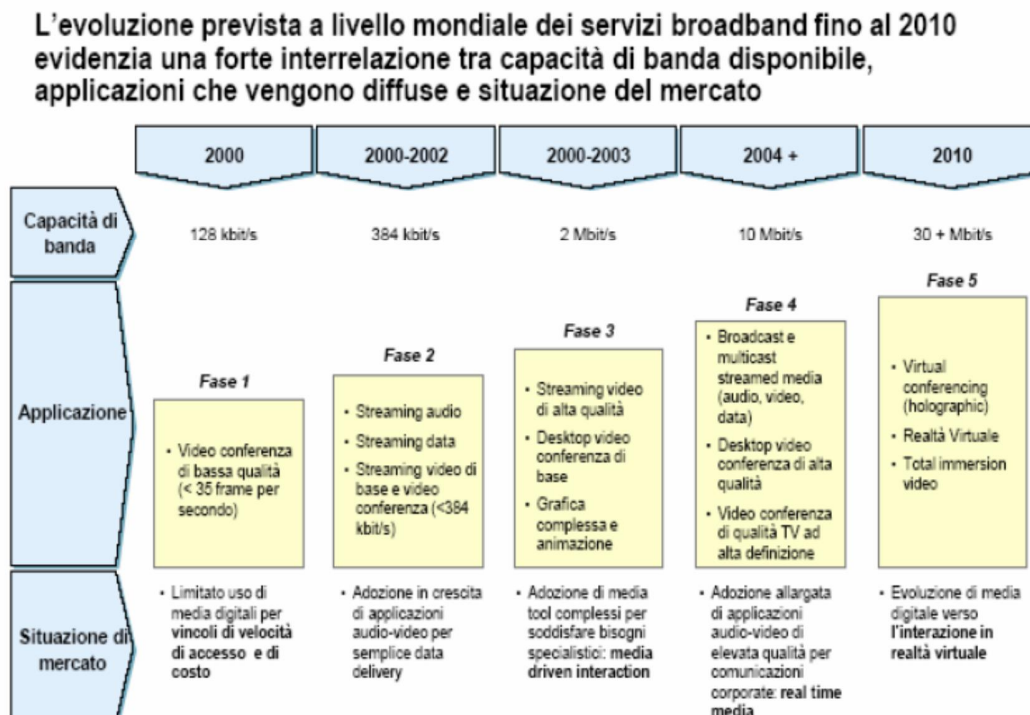 L'evoluzione prevista a livello mondiale dei servizi broadband fino al 2010
evidenzia una forte interrelazione tra capacità di banda disponibile,
applicazioni che vengono diffuse e situazione del mercato
2000
2000-2002
2000-2003
2004 +
2010
Capacità di
banda
128 kbit/s
384 kbit/s
2 Mbit/s
10 Mbit/s
30 + Mbit/s
Applicazione
Fase 1
• Video conferenza
di bassa qualità
(< 35 frame per
secondo)
Fase 2
• Streaming audio
• Streaming data
• Streaming video di
base e video
conferenza (<384
kbit/s)
Fase 3
• Streaming video
di alta qualità
• Desktop video
conferenza di
base
• Grafica
complessa e
animazione
Fase 4
• Broadcast e
multicast
streamed media
(audio, video,
data)
• Desktop video
conferenza di alta
qualità
• Video conferenza
di qualità TV ad
alta definizione
Fase 5
• Virtual
conferencing
(holographic)
• Realtà Virtuale
• Total immersion
video
Situazione di
mercato
• Limitato uso di
media digitali per
vincoli di velocità
di accesso e di
costo
• Adozione in crescita
di applicazioni
audio-video per
semplice data
delivery
• Adozione di media
tool complessi per
soddisfare bisogni
specialistici: media
driven interaction
• Adozione allargata
di applicazioni
audio-video di
elevata qualità per
comunicazioni
corporate: real time
media
• Evoluzione di media
digitale verso
l'interazione in
realtà virtuale